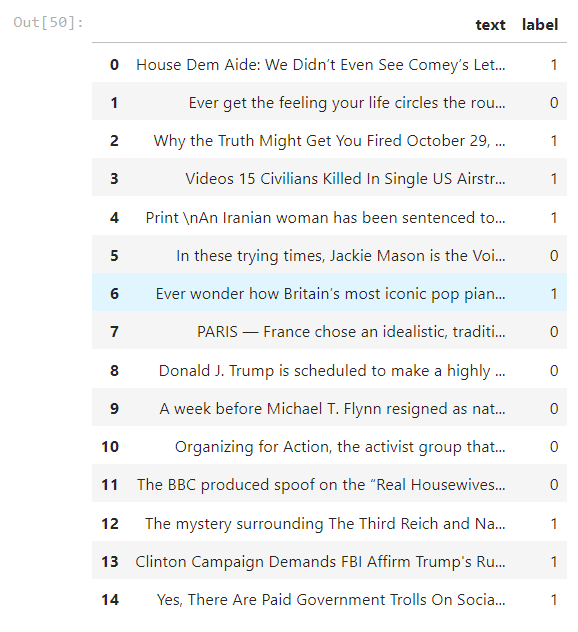 Out[50]:
text label
0 House Dem Aide: We Didn’t Even See Comey’s Let... 1
1 Ever get the feeling your life circles the rou... 0
2 Why the Truth Might Get You Fired October 29, ... 1
3 Videos 15 Civilians Killed In Single US Airstr... 1
4 Print \nAn Iranian woman has been sentenced to... 1
5 In these trying times, Jackie Mason is the Voi... 0
6 Ever wonder how Britain’s most iconic pop pian... 1
7 PARIS — France chose an idealistic, traditi... 0
8 Donald J. Trump is scheduled to make a highly ... 0
9 A week before Michael T. Flynn resigned as nat... 0
10 Organizing for Action, the activist group that... 0
11 The BBC produced spoof on the “Real Housewives... 0
12 The mystery surrounding The Third Reich and Na... 1
13 Clinton Campaign Demands FBI Affirm Trump's Ru... 1
14 Yes, There Are Paid Government Trolls On Socia... 1